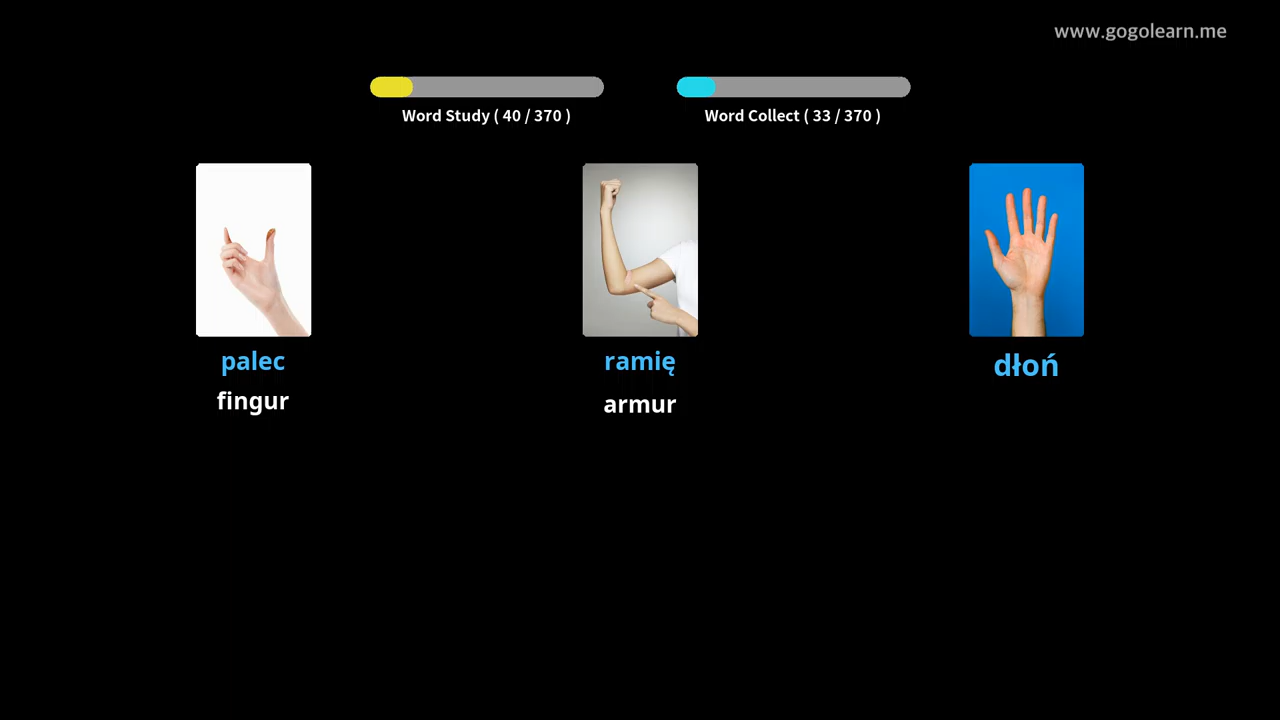 www.gogolearn.me
Word Study ( 40 / 370 )
Word Collect ( 33 / 370 )
palec
fingur
ramię
armur
dłoń